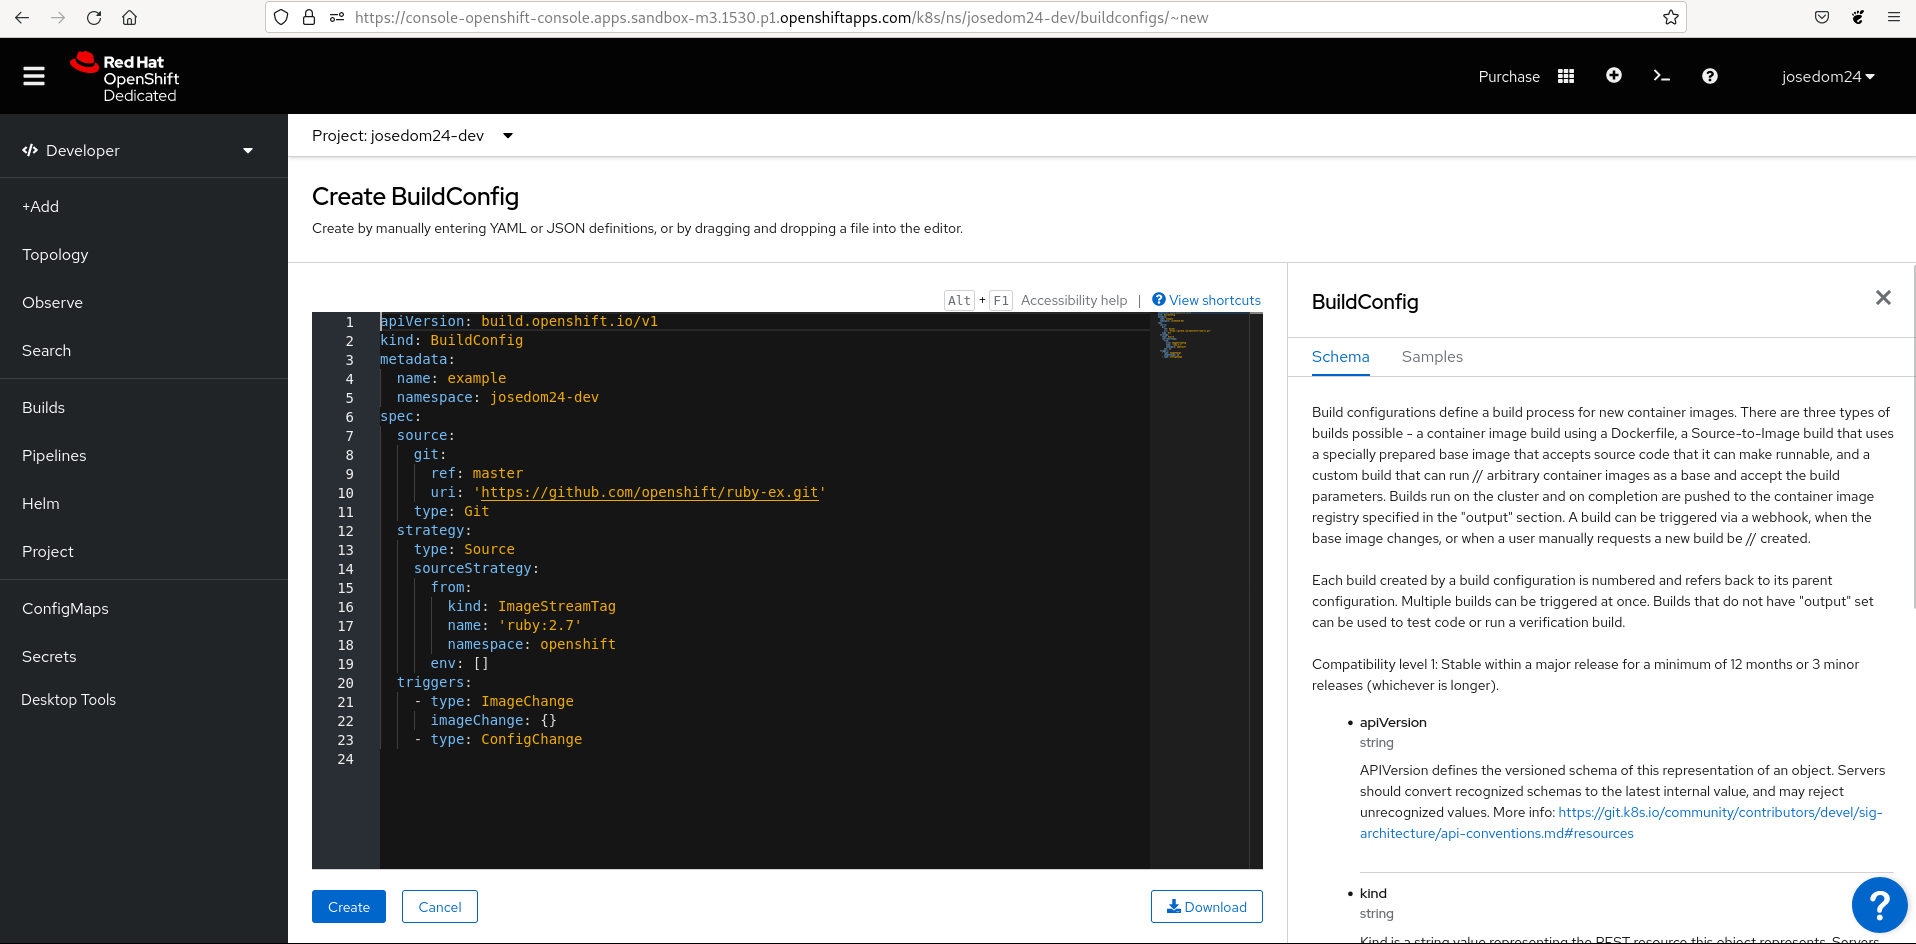 https://console-openshift-console.apps.sandbox-m3.1530.p1.openshiftapps.com/k8s/ns/josedom24-dev/buildconfigs/~new
Red Hat
OpenShift
Dedicated
Purchase
josedom24
Developer
+Add
Topology
Observe
Search
Builds
Pipelines
Helm
Project
ConfigMaps
Secrets
Desktop Tools
Project: josedom24-dev
Create BuildConfig
Create by manually entering YAML or JSON definitions, or by dragging and dropping a file into the editor.
Alt + F1 Accessibility help | View shortcuts
1 apiVersion: build.openshift.io/v1
2 kind: BuildConfig
3 metadata:
4   name: example
5   namespace: josedom24-dev
6 spec:
7   source:
8     git:
9       ref: master
10       uri: 'https://github.com/openshift/ruby-ex.git'
11     type: Git
12   strategy:
13     type: Source
14     sourceStrategy:
15       from:
16         kind: ImageStreamTag
17         name: 'ruby:2.7'
18         namespace: openshift
19       env: []
20   triggers:
21     - type: ImageChange
22       imageChange: {}
23     - type: ConfigChange
24
Create
Cancel
Download
BuildConfig
Schema
Samples
Build configurations define a build process for new container images. There are three types of
builds possible - a container image build using a Dockerfile, a Source-to-Image build that uses
a specially prepared base image that accepts source code that it can make runnable, and a
custom build that can run // arbitrary container images as a base and accept the build
parameters. Builds run on the cluster and on completion are pushed to the container image
registry specified in the "output" section. A build can be triggered via a webhook, when the
base image changes, or when a user manually requests a new build be // created.
Each build created by a build configuration is numbered and refers back to its parent
configuration. Multiple builds can be triggered at once. Builds that do not have "output" set
can be used to test code or run a verification build.
Compatibility level 1: Stable within a major release for a minimum of 12 months or 3 minor
releases (whichever is longer).
• apiVersion
string
APIVersion defines the versioned schema of this representation of an object. Servers
should convert recognized schemas to the latest internal value, and may reject
unrecognized values. More info: https://git.k8s.io/community/contributors/devel/sig-
architecture/api-conventions.md#resources
• kind
string
Kind is a string value representing the REST resource this object represents. Servers